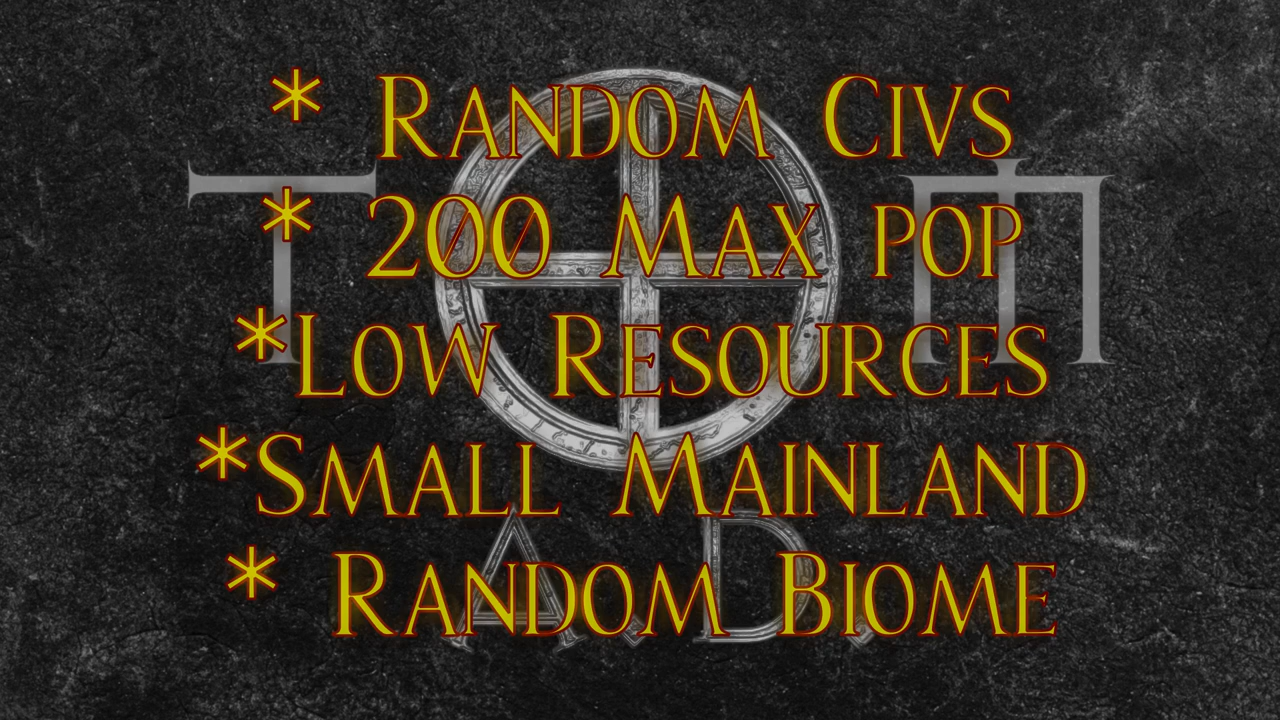 * Random Civs
* 200 Max pop
*Low Resources
*Small Mainland
* Random Biome
T M
A.D.